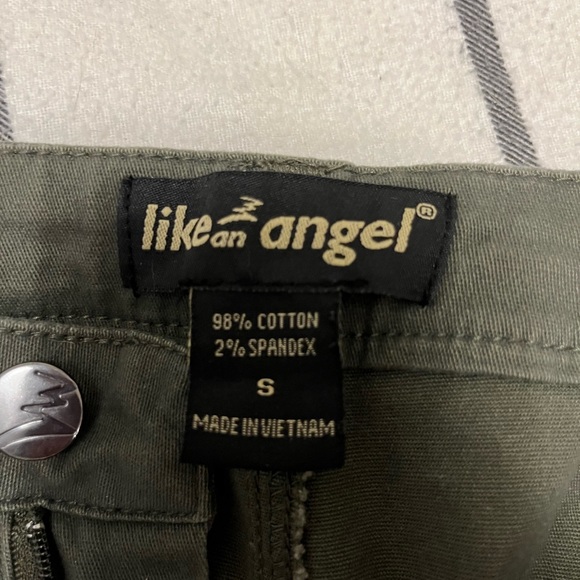 like an angel®
98% COTTON
2% SPANDEX
S
MADE IN VIETNAM